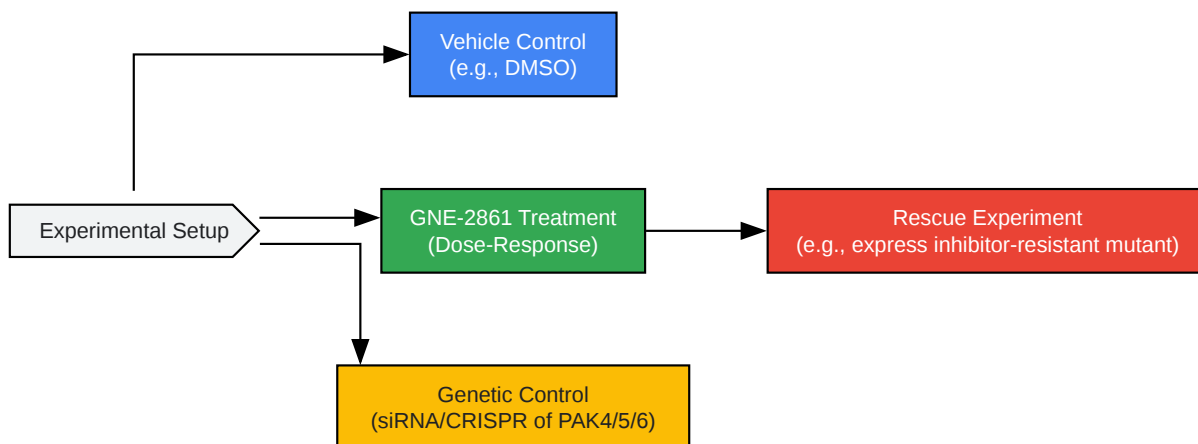 Vehicle Control
(e.g., DMSO)
Experimental Setup
GNE-2861 Treatment
(Dose-Response)
Rescue Experiment
(e.g., express inhibitor-resistant mutant)
Genetic Control
(siRNA/CRISPR of PAK4/5/6)